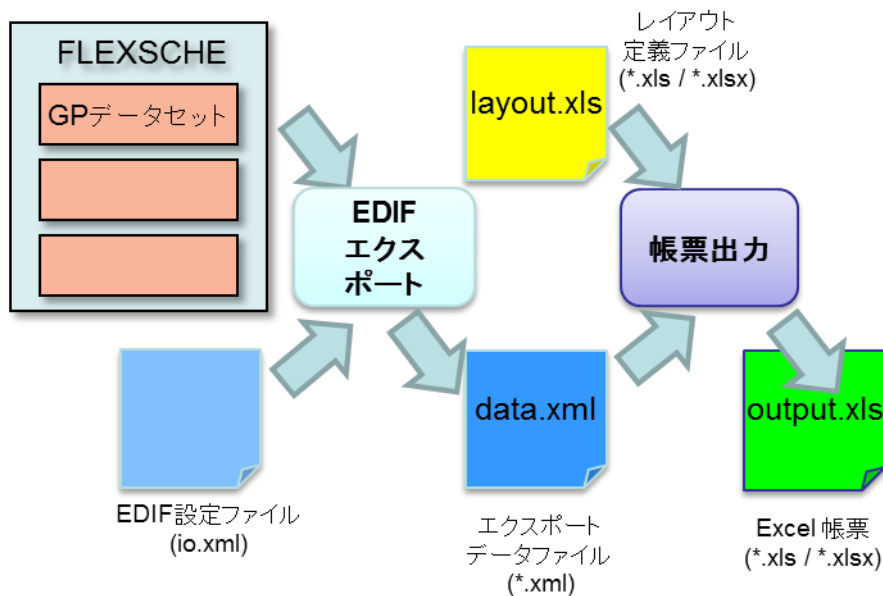 FLEXSCHE
GPデータセット
レイアウト
定義ファイル
(*.xls / *.xlsx)
layout.xls
EDIF
エクス
ポート
帳票出力
data.xml
output.xls
EDIF設定ファイル
(io.xml)
エクスポート
データファイル
(*.xml)
Excel 帳票
(*.xls / *.xlsx)